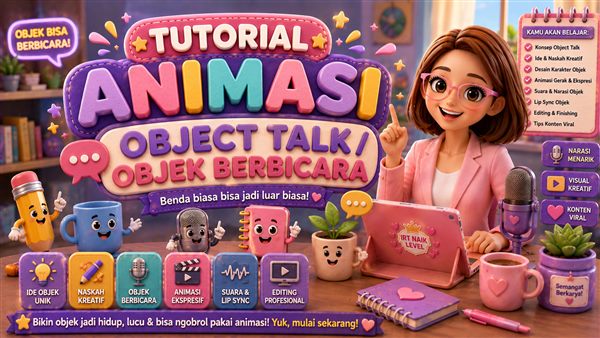 OBJEK BISA
BERBICARA!
TUTORIAL
ANIMASI
OBJECT TALK /
OBJEK BERBICARA
Benda biasa bisa jadi luar biasa!
KAMU AKAN BELAJAR:
Konsep Object Talk
Ide & Naskah Kreatif
Desain Karakter Objek
Animasi Gerak & Ekspresi
Suara & Narasi Objek
Lip Sync Objek
Editing & Finishing
Tips Konten Viral
NARASI
MENARIK
VISUAL
KREATIF
KONTEN
VIRAL
IRT NAIK
LEVEL
IDE OBJEK
UNIK
NASKAH
KREATIF
OBJEK
BERBICARA
ANIMASI
EKSPRESIF
SUARA &
LIP SYNC
EDITING
PROFESIONAL
Semangat
Berkarya!
Bikin objek jadi hidup, lucu & bisa ngobrol pakai animasi! Yuk, mulai sekarang!